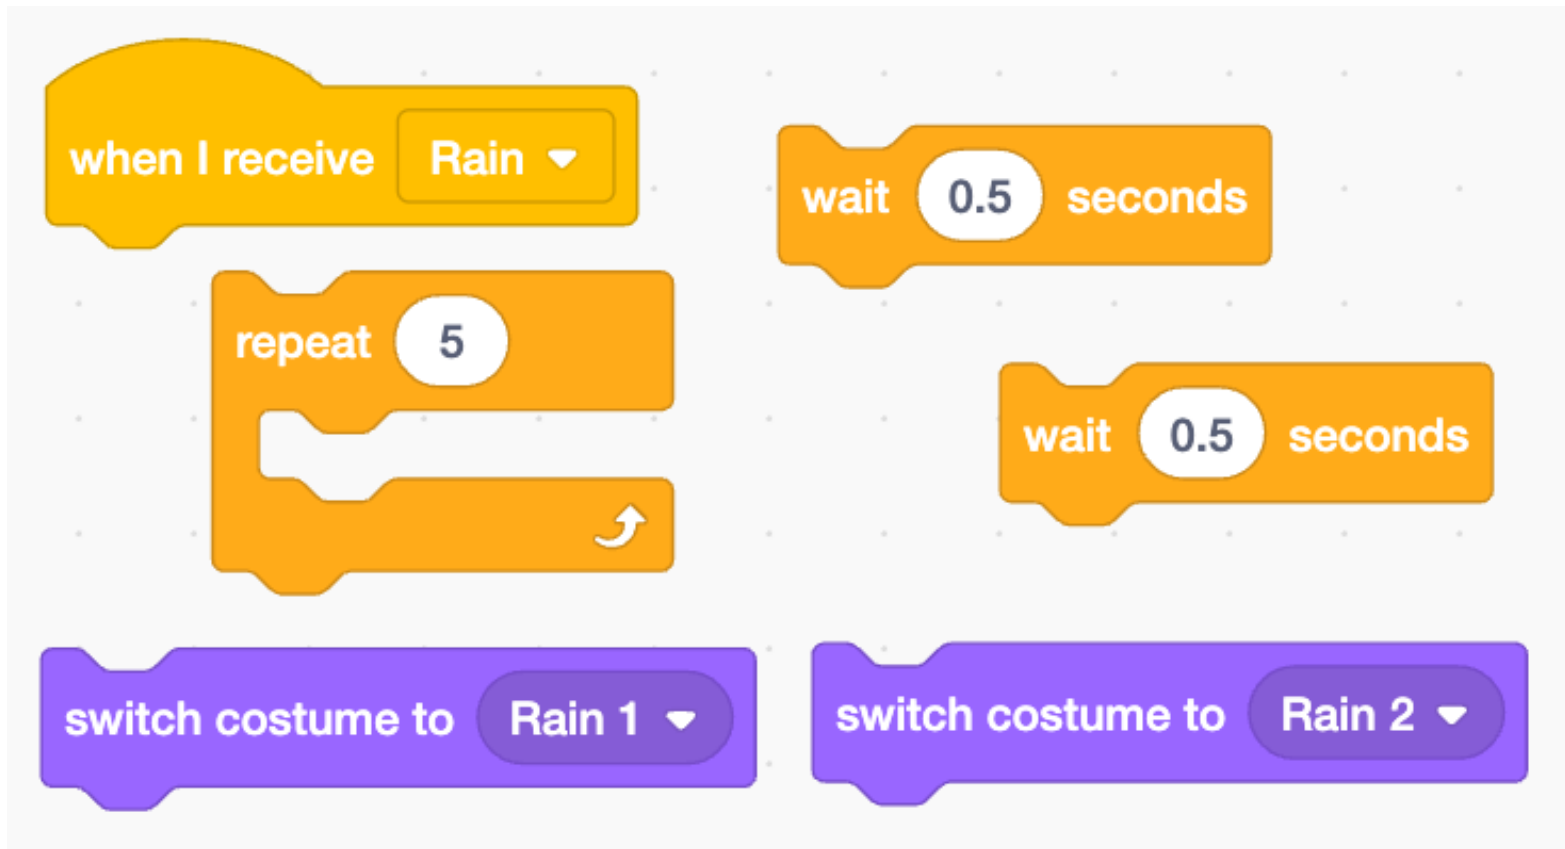 when I receive Rain
wait 0.5 seconds
repeat 5
wait 0.5 seconds
switch costume to Rain 1
switch costume to Rain 2